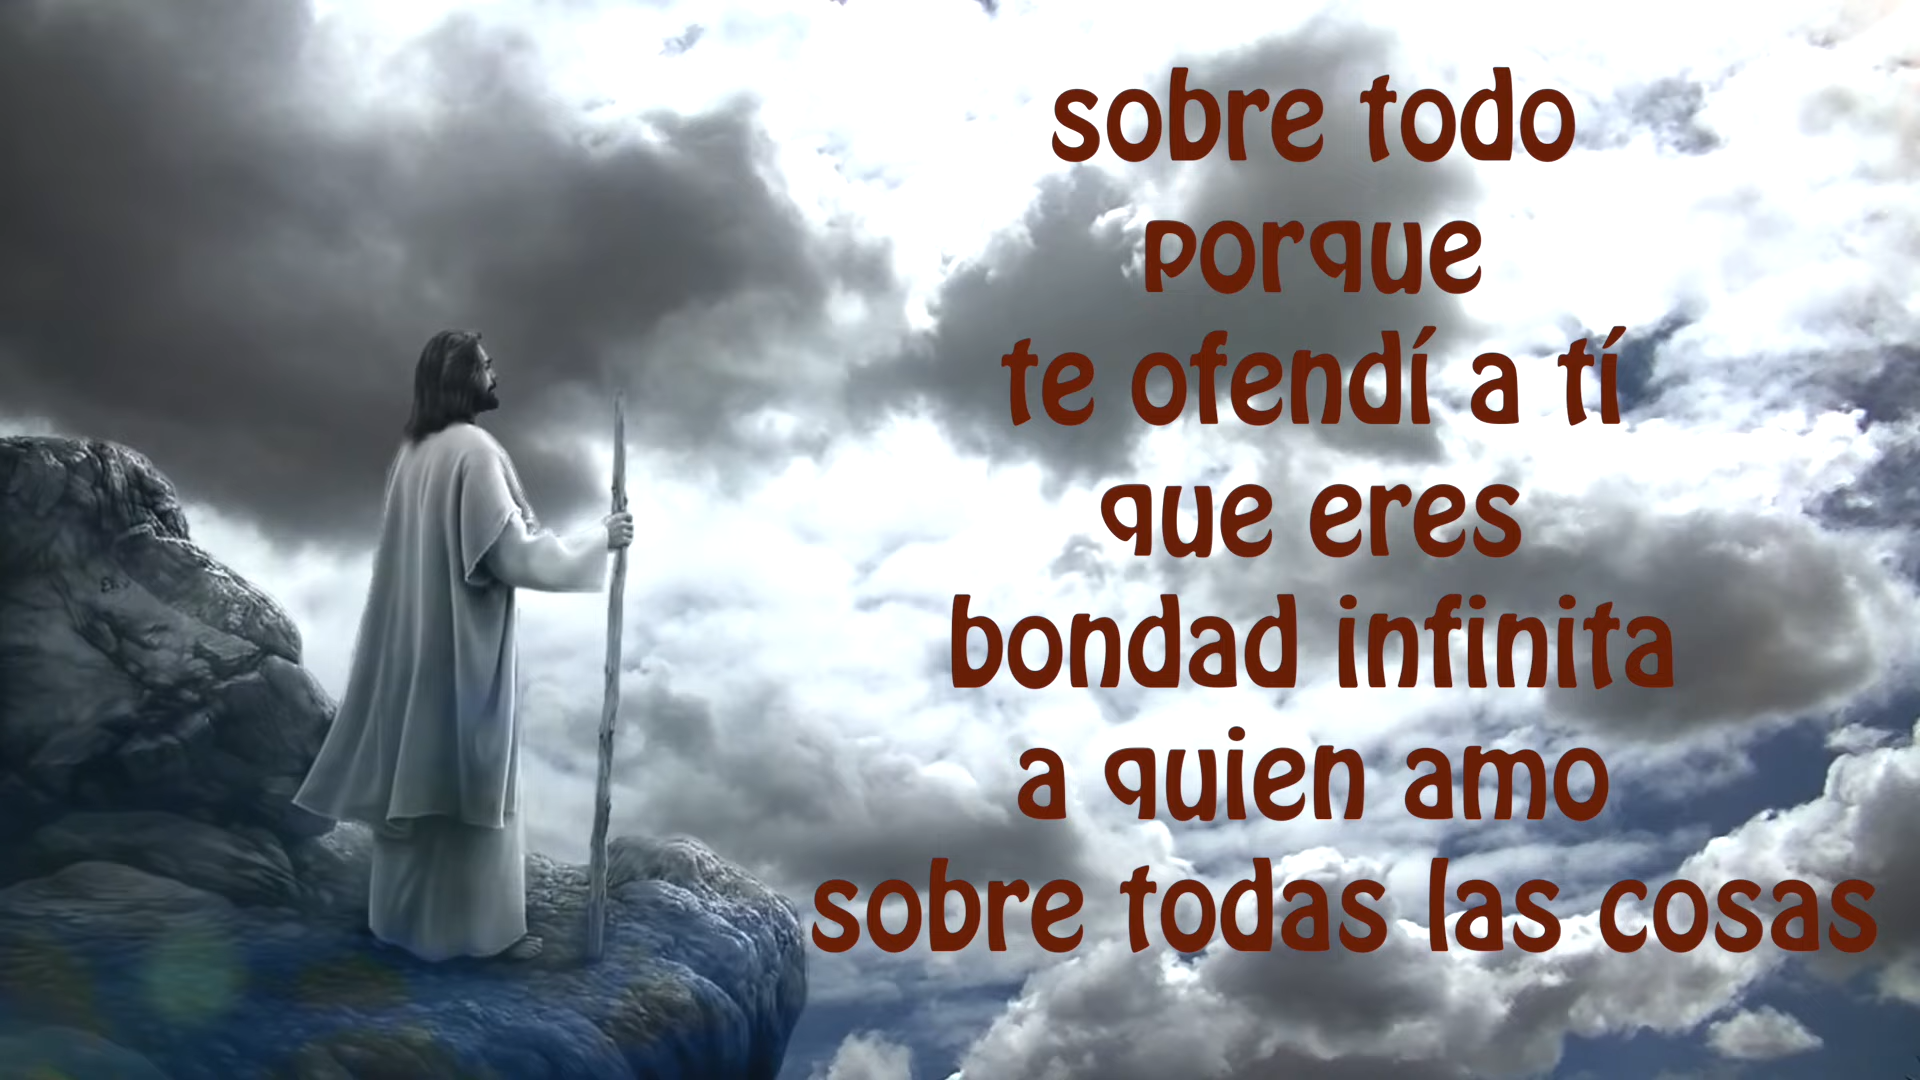 sobre todo
porque
te ofendí a tí
que eres
bondad infinita
a quien amo
sobre todas las cosas